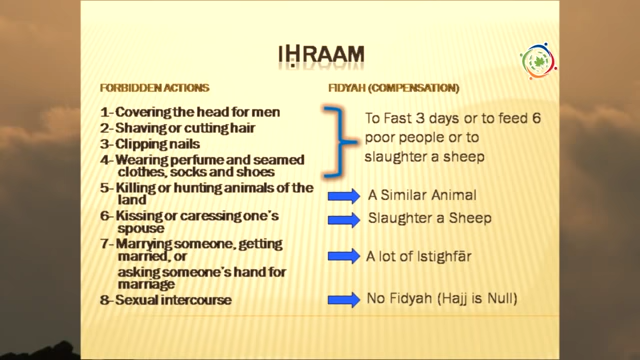 IḤRAAM
FORBIDDEN ACTIONS
FIDYAH (COMPENSATION)
1- Covering the head for men
2- Shaving or cutting hair
3- Clipping nails
4- Wearing perfume and seamed
clothes, socks and shoes
To Fast 3 days or to feed 6
poor people or to
slaughter a sheep
5- Killing or hunting animals of the
land
A Similar Animal
6- Kissing or caressing one's
spouse
Slaughter a Sheep
7- Marrying someone, getting
married, or
asking someone's hand for
marriage
A lot of Istighfār
8- Sexual intercourse
No Fidyah (Hajj is Null)